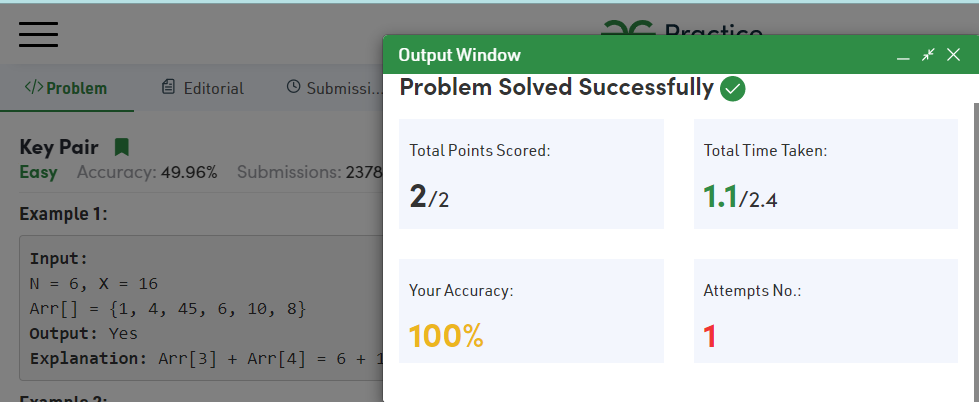 Practice
Problem
Editorial
Submissi...
Key Pair
Easy Accuracy: 49.96% Submissions: 2378
Example 1:
Input:
N = 6, X = 16
Arr[] = {1, 4, 45, 6, 10, 8}
Output: Yes
Explanation: Arr[3] + Arr[4] = 6 + 1
Example 2:
Output Window
Problem Solved Successfully
Total Points Scored:
2/2
Total Time Taken:
1.1/2.4
Your Accuracy:
100%
Attempts No.:
1